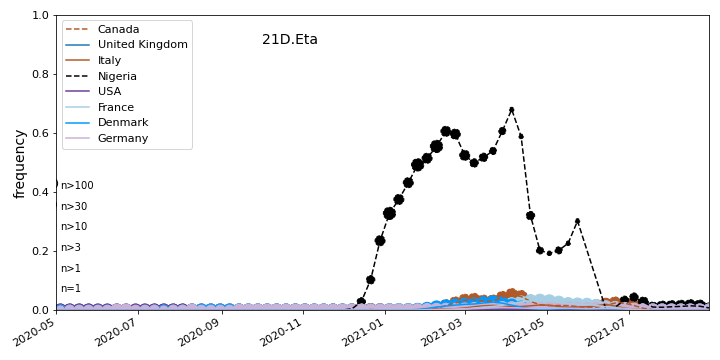 21D.Eta
1.0
0.8
0.6
0.4
0.2
0.0
frequency
Canada
United Kingdom
Italy
Nigeria
USA
France
Denmark
Germany
n>100
n>30
n>10
n>3
n>1
n=1
2020-05
2020-07
2020-09
2020-11
2021-01
2021-03
2021-05
2021-07